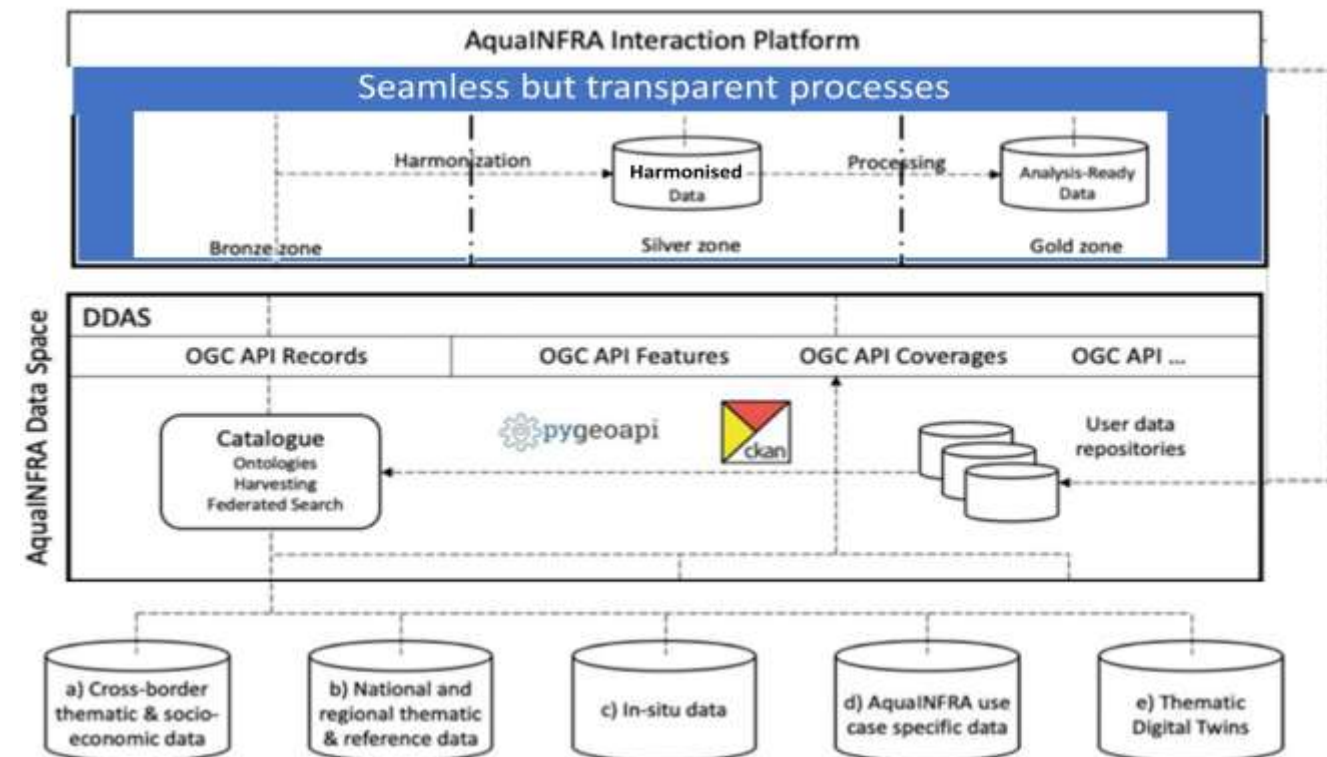 AquaINFRA Interaction Platform
Seamless but transparent processes
Harmonization
Harmonised
Data
Processing
Analysis-Ready
Data
Bronze zone
Silver zone
Gold zone
AquaINFRA Data Space
DDAS
OGC API Records
OGC API Features
OGC API Coverages
OGC API ...
Catalogue
Ontologies
Harvesting
Federated Search
pygeoapi
ckan
User data
repositories
a) Cross-border
thematic & socio-
economic data
b) National and
regional thematic
& reference data
c) In-situ data
d) AquaINFRA use
case specific data
e) Thematic
Digital Twins